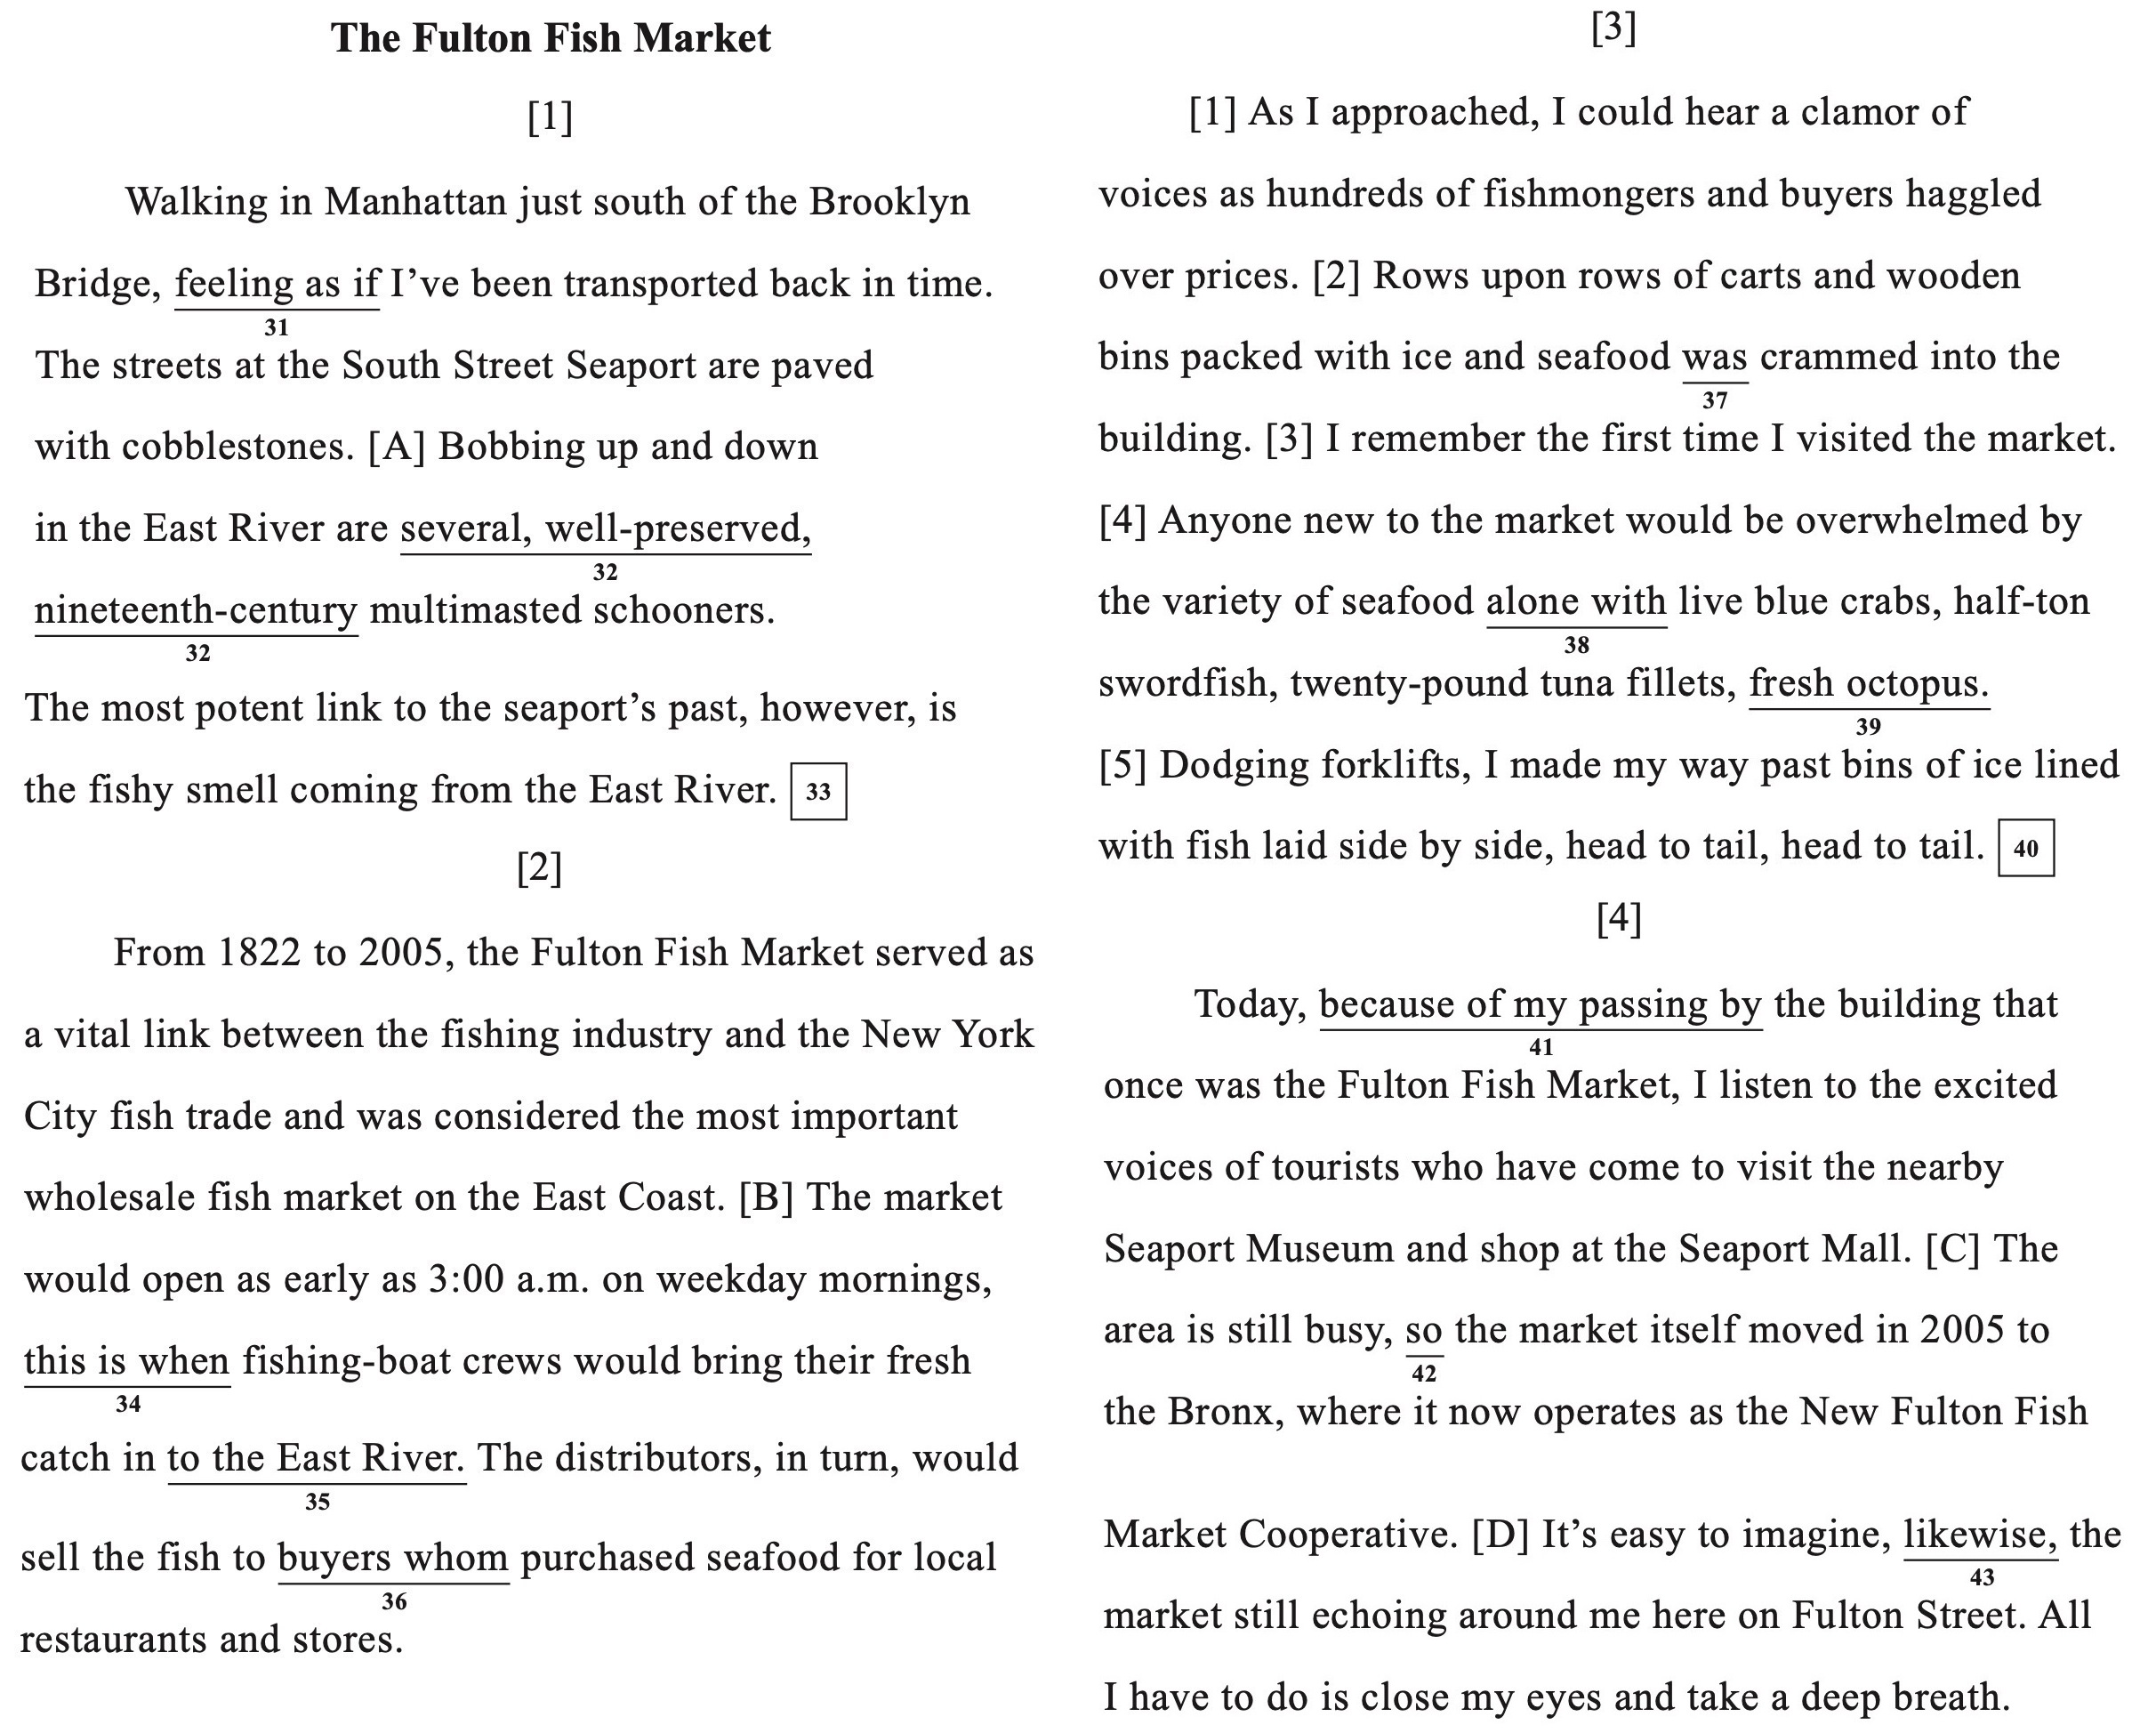 The Fulton Fish Market
[1]
Walking in Manhattan just south of the Brooklyn
Bridge, feeling as if I've been transported back in time.
31
The streets at the South Street Seaport are paved
with cobblestones. [A] Bobbing up and down
in the East River are several, well-preserved,
32
nineteenth-century multimasted schooners.
32
The most potent link to the seaport's past, however, is
the fishy smell coming from the East River. 33
[2]
From 1822 to 2005, the Fulton Fish Market served as
a vital link between the fishing industry and the New York
City fish trade and was considered the most important
wholesale fish market on the East Coast. [B] The market
would open as early as 3:00 a.m. on weekday mornings,
this is when fishing-boat crews would bring their fresh
34
catch in to the East River. The distributors, in turn, would
35
sell the fish to buyers whom purchased seafood for local
36
restaurants and stores.
[3]
[1] As I approached, I could hear a clamor of
voices as hundreds of fishmongers and buyers haggled
over prices. [2] Rows upon rows of carts and wooden
bins packed with ice and seafood was crammed into the
37
building. [3] I remember the first time I visited the market.
[4] Anyone new to the market would be overwhelmed by
the variety of seafood alone with live blue crabs, half-ton
38
swordfish, twenty-pound tuna fillets, fresh octopus.
39
[5] Dodging forklifts, I made my way past bins of ice lined
with fish laid side by side, head to tail, head to tail. 40
[4]
Today, because of my passing by the building that
41
once was the Fulton Fish Market, I listen to the excited
voices of tourists who have come to visit the nearby
Seaport Museum and shop at the Seaport Mall. [C] The
area is still busy, so the market itself moved in 2005 to
42
the Bronx, where it now operates as the New Fulton Fish
Market Cooperative. [D] It's easy to imagine, likewise, the
43
market still echoing around me here on Fulton Street. All
I have to do is close my eyes and take a deep breath.